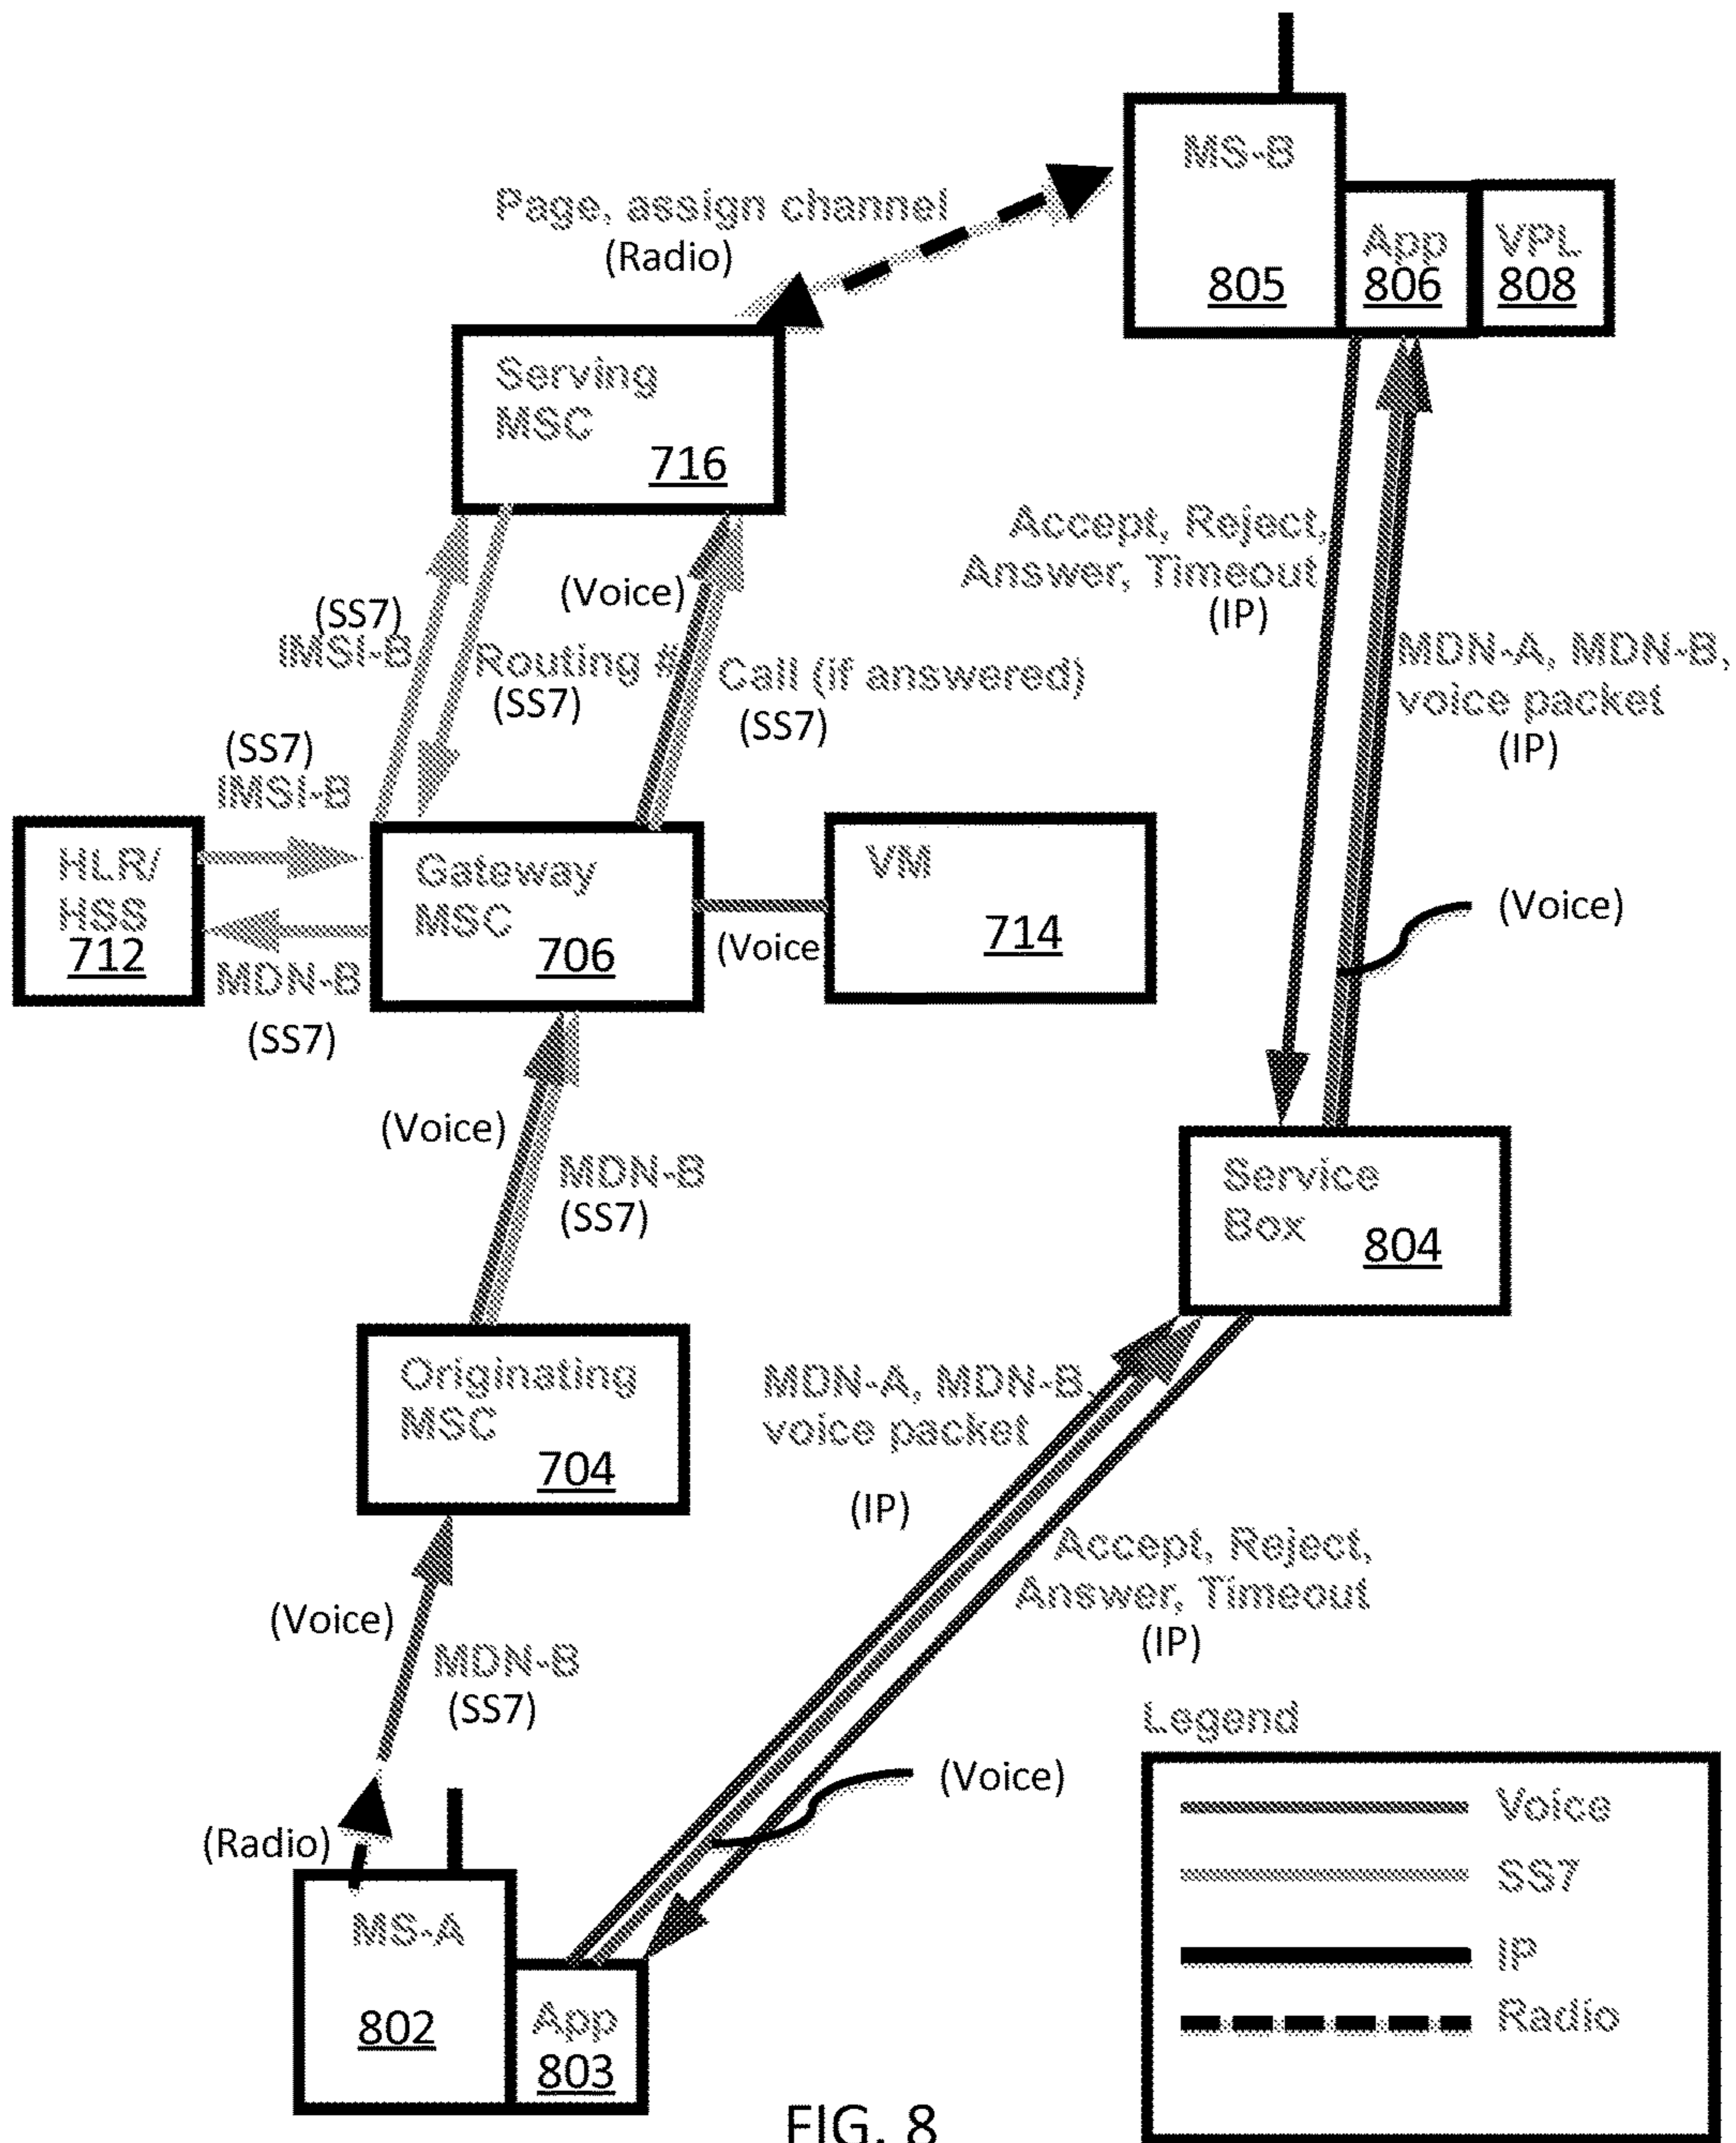 MS-B
805
App
806
VPL
808
Page, assign channel
(Radio)
Serving
MSC
716
Accept, Reject,
Answer, Timeout
(IP)
MDN-A, MDN-B,
voice packet
(IP)
(Voice)
(SS7)
IMSI-B
Routing #
(SS7)
(Voice)
Call (if answered)
(SS7)
(SS7)
IMSI-B
HLR/
HSS
712
MDN-B
(SS7)
Gateway
MSC
706
(Voice
VM
714
(Voice)
MDN-B
(SS7)
Service
Box
804
Originating
MSC
704
MDN-A, MDN-B,
voice packet
(IP)
Accept, Reject,
Answer, Timeout
(IP)
(Voice)
MDN-B
(SS7)
(Voice)
(Radio)
MS-A
802
App
803
Legend
Voice
SS7
IP
Radio
FIG. 8